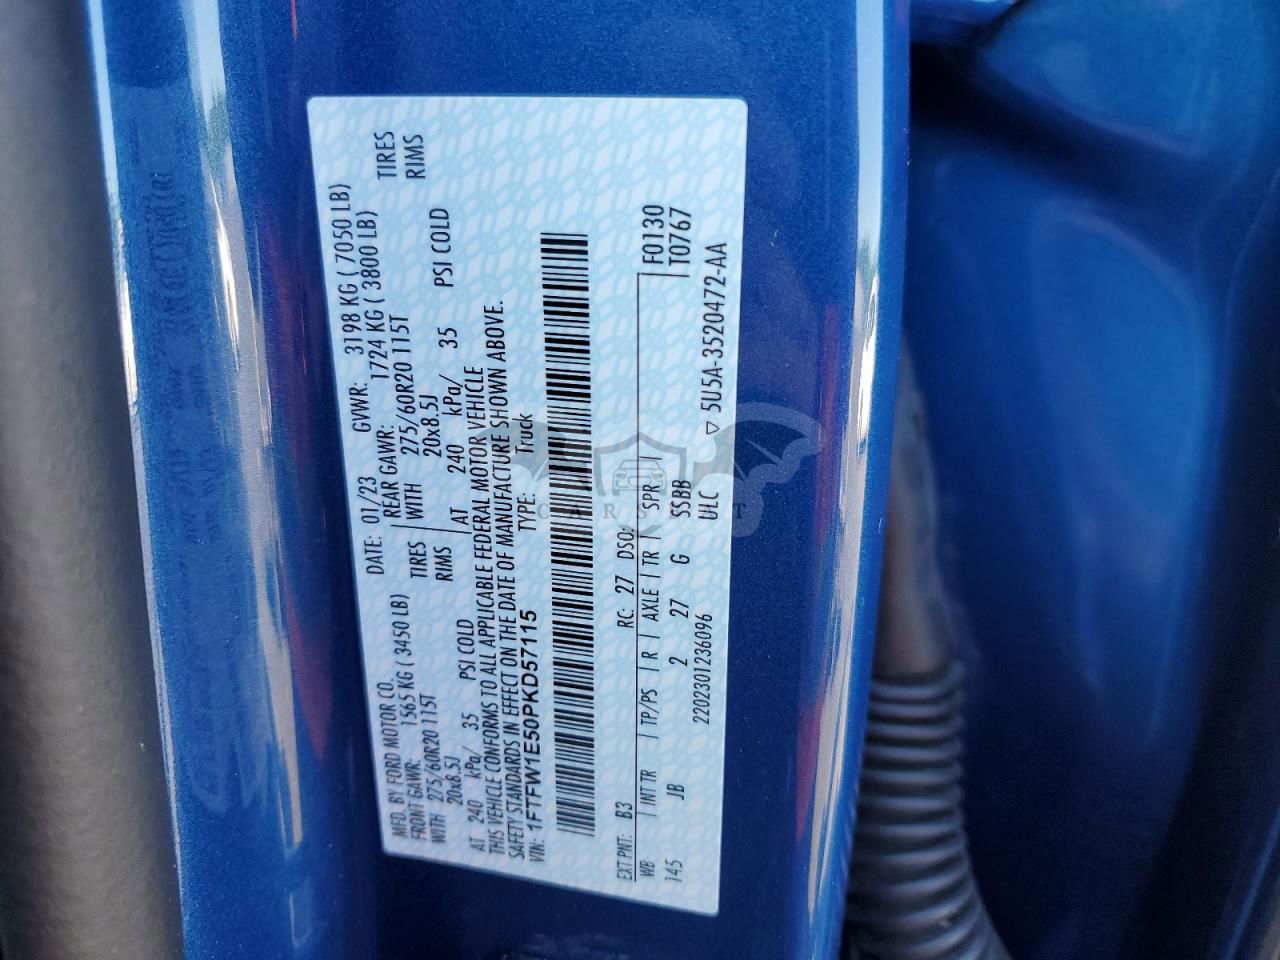 MFD. BY FORD MOTOR CO.
DATE: 01/23 GVWR: 3198 KG ( 7050 LB)
FRONT GAWR: 1565 KG ( 3450 LB)
REAR GAWR: 1724 KG ( 3800 LB)
WITH 275/60R20 115T TIRES
WITH 275/60R20 115T TIRES
20x8.5J RIMS
20x8.5J RIMS
AT 240 kPa/ 35 PSI COLD
AT 240 kPa/ 35 PSI COLD
THIS VEHICLE CONFORMS TO ALL APPLICABLE FEDERAL MOTOR VEHICLE
SAFETY STANDARDS IN EFFECT ON THE DATE OF MANUFACTURE SHOWN ABOVE.
VIN: 1FTFW1E50PKD57115 TYPE: Truck
EXT PNT: B3 RC: 27 DSO: F0130
WB INT TR TP/PS R AXLE TR SPR T0767
145 JB 2 27 G SSBB
2202301236096 ULC ▽ 5U5A-3520472-AA
CARSBIT